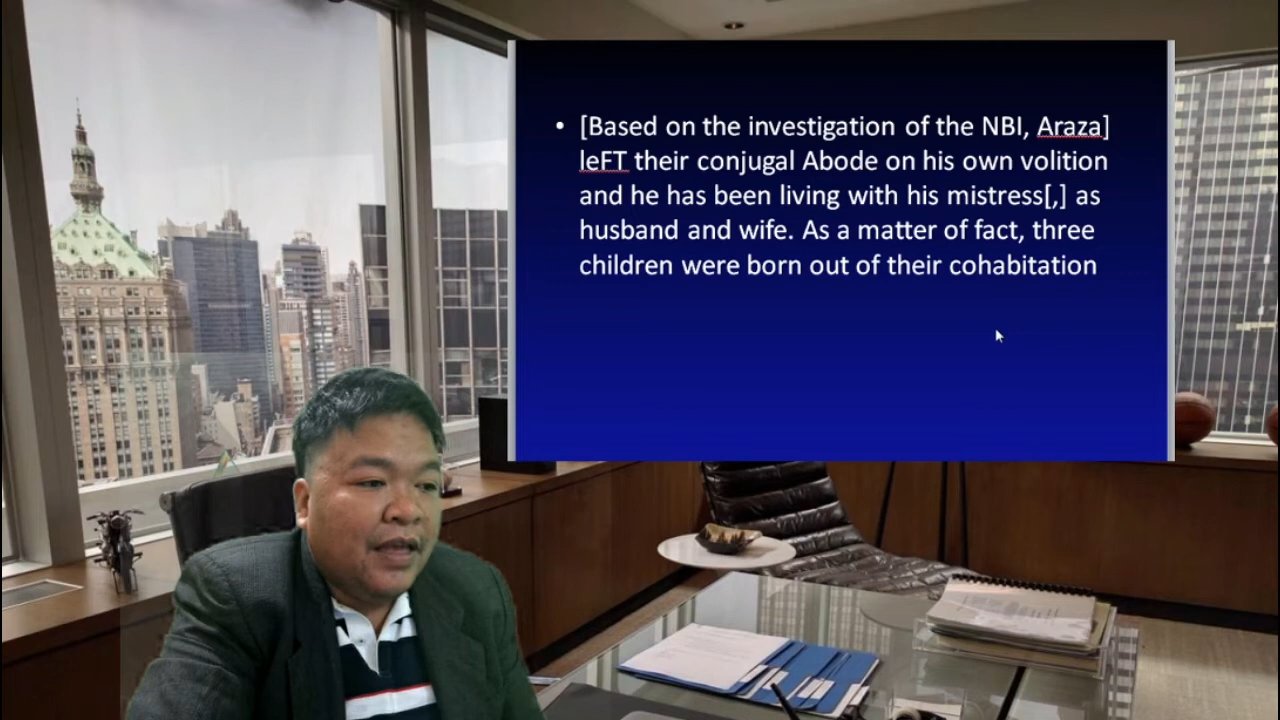 • [Based on the investigation of the NBI, Araza]
leFT their conjugal Abode on his own volition
and he has been living with his mistress[,] as
husband and wife. As a matter of fact, three
children were born out of their cohabitation